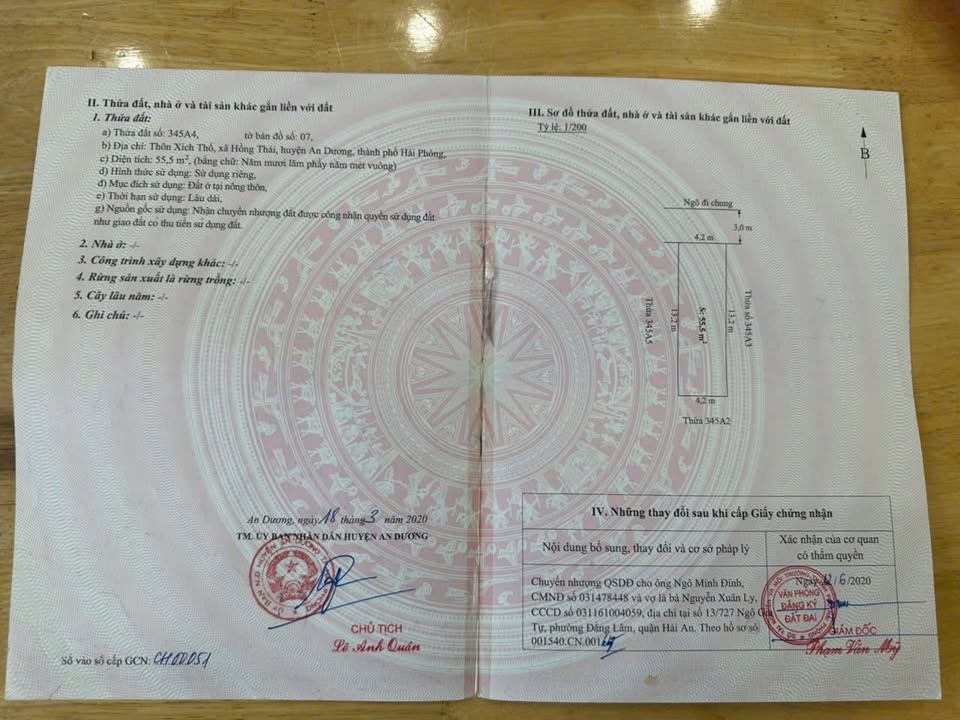 II. Thửa đất, nhà ở và tài sản khác gắn liền với đất
1. Thửa đất:
a) Thửa đất số: 345A4, tờ bản đồ số: 07,
b) Địa chỉ: Thôn Xích Thổ, xã Hồng Thái, huyện An Dương, thành phố Hải Phòng,
c) Diện tích: 55,5 m², (bằng chữ: Năm mươi lăm phẩy năm mét vuông)
d) Hình thức sử dụng: Sử dụng riêng,
đ) Mục đích sử dụng: Đất ở tại nông thôn,
e) Thời hạn sử dụng: Lâu dài,
g) Nguồn gốc sử dụng: Nhận chuyển nhượng đất được công nhận quyền sử dụng đất
như giao đất có thu tiền sử dụng đất.
2. Nhà ở: -/-
3. Công trình xây dựng khác: -/-
4. Rừng sản xuất là rừng trồng: -/-
5. Cây lâu năm: -/-
6. Ghi chú: -/-
An Dương, ngày 18 tháng 3 năm 2020
TM. ỦY BAN NHÂN DÂN HUYỆN AN DƯƠNG
CHỦ TỊCH
Lê Anh Quân
Số vào sổ cấp GCN: CH00051
III. Sơ đồ thửa đất, nhà ở và tài sản khác gắn liền với đất
Tỷ lệ: 1/200
B
Ngõ đi chung
3,0 m
4,2 m
Thửa 345A5
13,2 m
S: 55,5 m²
13,2 m
Thửa số 345A3
4,2 m
Thửa 345A2
IV. Những thay đổi sau khi cấp Giấy chứng nhận
Nội dung bổ sung, thay đổi và cơ sở pháp lý
Xác nhận của cơ quan
có thẩm quyền
Chuyển nhượng QSDĐ cho ông Ngô Minh Đính,
CMND số 031478448 và vợ là bà Nguyễn Xuân Ly,
CCCD số 031161004059, địa chỉ tại số 13/727 Ngô Gia
Tự, phường Đằng Lâm, quận Hải An. Theo hồ sơ số
001540.CN.001
Ngày 12/6/2020
VĂN PHÒNG
ĐĂNG KÝ
ĐẤT ĐAI
GIÁM ĐỐC
Phạm Văn Mỹ